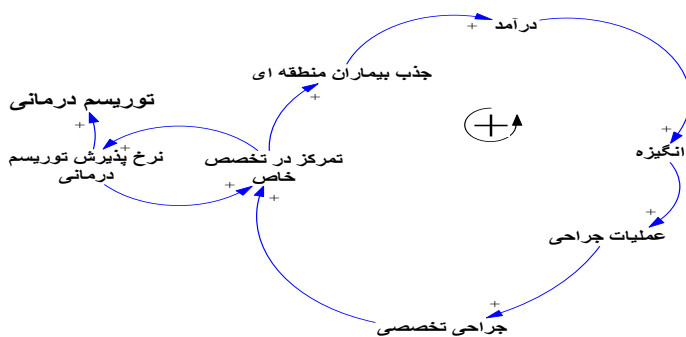 درآمد
جذب بیماران منطقه ای
توریسم درمانی
انگیزه
نرخ پذیرش توریسم
درمانی
تمرکز در تخصص
خاص
عملیات جراحی
جراحی تخصصی
+
+
+
+
+
+
+
+
+
+